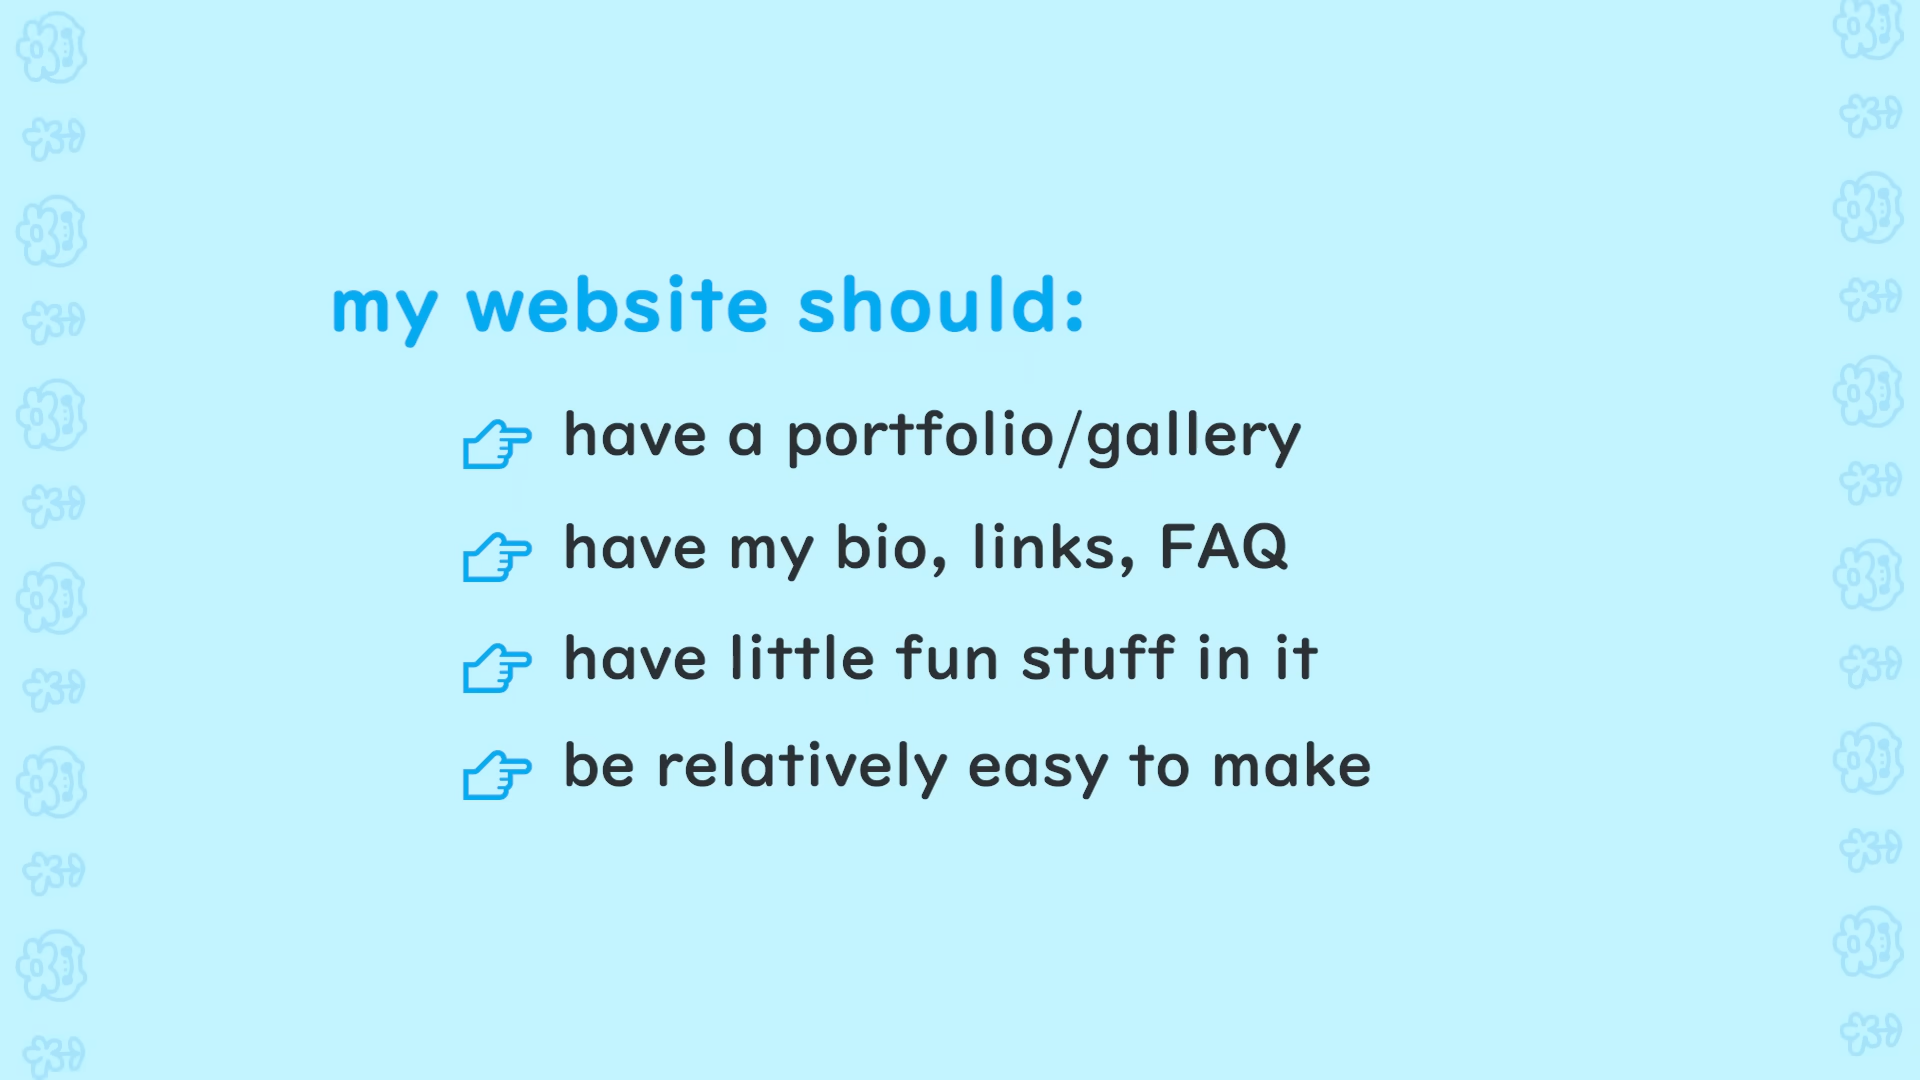 my website should:
have a portfolio/gallery
have my bio, links, FAQ
have little fun stuff in it
be relatively easy to make